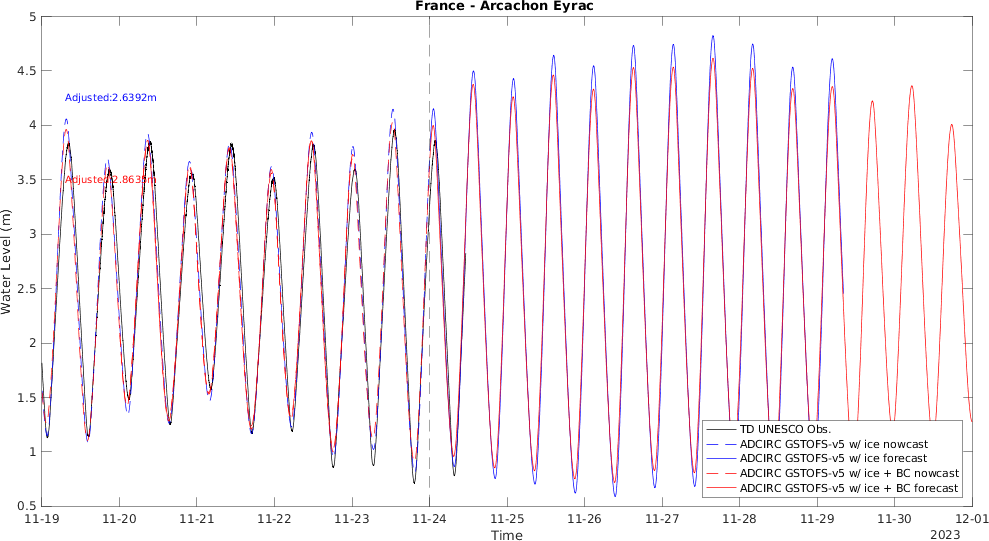 France - Arcachon Eyrac
Water Level (m)
5
4.5
4
3.5
3
2.5
2
1.5
1
0.5
Adjusted:2.6392m
Adjusted:2.8635m
TD UNESCO Obs.
ADCIRC GSTOFS-v5 w/ ice nowcast
ADCIRC GSTOFS-v5 w/ ice forecast
ADCIRC GSTOFS-v5 w/ ice + BC nowcast
ADCIRC GSTOFS-v5 w/ ice + BC forecast
11-19 11-20 11-21 11-22 11-23 11-24 11-25 11-26 11-27 11-28 11-29 11-30 12-01
Time
2023